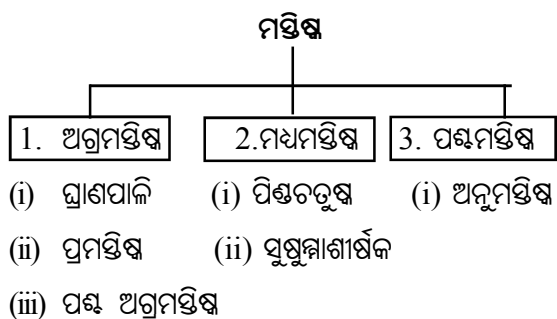 ମସ୍ତିଷ୍କ
1. ଅଗ୍ରମସ୍ତିଷ୍କ 2.ମଧ୍ୟମସ୍ତିଷ୍କ 3. ପଶ୍ଚମସ୍ତିଷ୍କ
(i) ଘ୍ରାଣପାଳି (i) ପିଣ୍ଡଚତୁଷ୍କ (i) ଅନୁମସ୍ତିଷ୍କ
(ii) ପ୍ରମସ୍ତିଷ୍କ (ii) ସୁଷୁମ୍ନାଶୀର୍ଷକ
(iii) ପଶ୍ଚ ଅଗ୍ରମସ୍ତିଷ୍କ